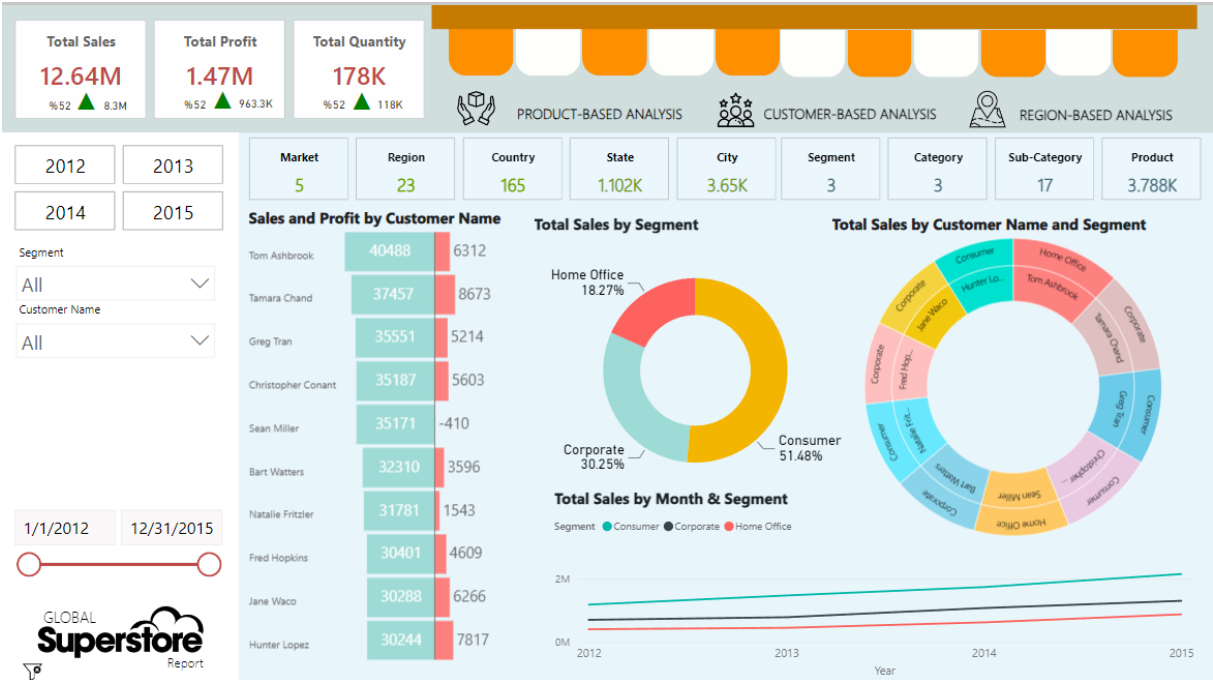 Total Sales
12.64M
%52 8.3M
Total Profit
1.47M
%52 963.3K
Total Quantity
178K
%52 118K
PRODUCT-BASED ANALYSIS
CUSTOMER-BASED ANALYSIS
REGION-BASED ANALYSIS
2012
2013
2014
2015
Segment
All
Customer Name
All
1/1/2012
12/31/2015
GLOBAL
Superstore
Report
Market
5
Region
23
Country
165
State
1.102K
City
3.65K
Segment
3
Category
3
Sub-Category
17
Product
3.788K
Sales and Profit by Customer Name
Tom Ashbrook 40488 6312
Tamara Chand 37457 8673
Greg Tran 35551 5214
Christopher Conant 35187 5603
Sean Miller 35171 -410
Bart Watters 32310 3596
Natalie Fritzler 31781 1543
Fred Hopkins 30401 4609
Jane Waco 30288 6266
Hunter Lopez 30244 7817
Total Sales by Segment
Home Office
18.27%
Corporate
30.25%
Consumer
51.48%
Total Sales by Customer Name and Segment
Home Office
Tom Ashbrook
Corporate
Tamara Chand
Consumer
Greg Tran
Consumer
Christopher
...
Home Office
Sean Miller
Corporate
Bart Watters
Consumer
Natalie Frit...
Corporate
Fred Hop...
Corporate
Jane Waco
Consumer
Hunter Lo...
Total Sales by Month & Segment
Segment Consumer Corporate Home Office
2M
0M
2012 2013 2014 2015
Year